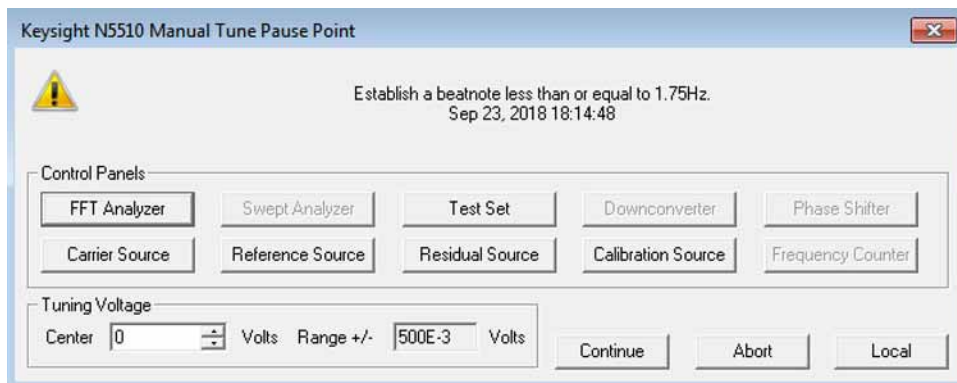 Keysight N5510 Manual Tune Pause Point
Establish a beatnote less than or equal to 1.75Hz.
Sep 23, 2018 18:14:48
Control Panels
FFT Analyzer Swept Analyzer Test Set Downconverter Phase Shifter
Carrier Source Reference Source Residual Source Calibration Source Frequency Counter
Tuning Voltage
Center 0 Volts Range +/- 500E-3 Volts
Continue Abort Local